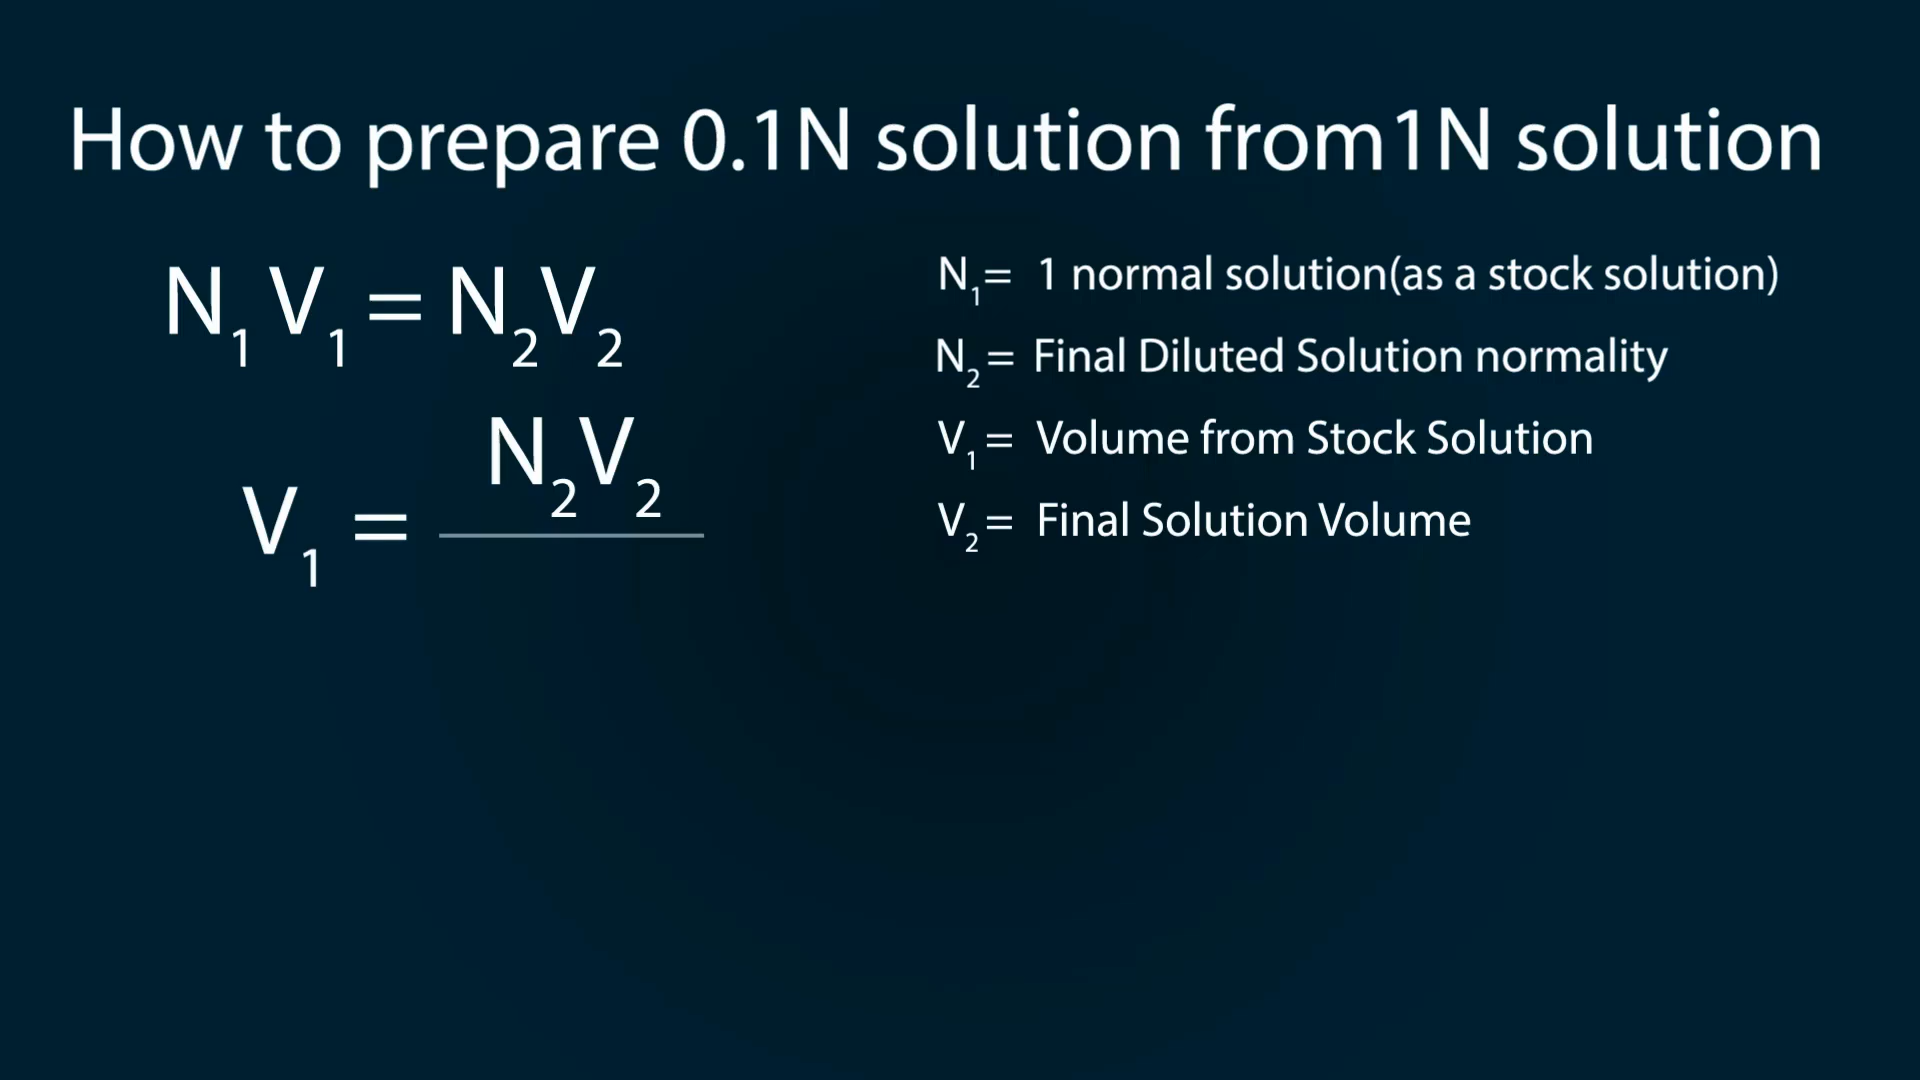 How to prepare 0.1N solution from1N solution
N₁V₁ = N₂V₂
V₁ = N₂V₂
N₁= 1 normal solution(as a stock solution)
N₂= Final Diluted Solution normality
V₁= Volume from Stock Solution
V₂= Final Solution Volume